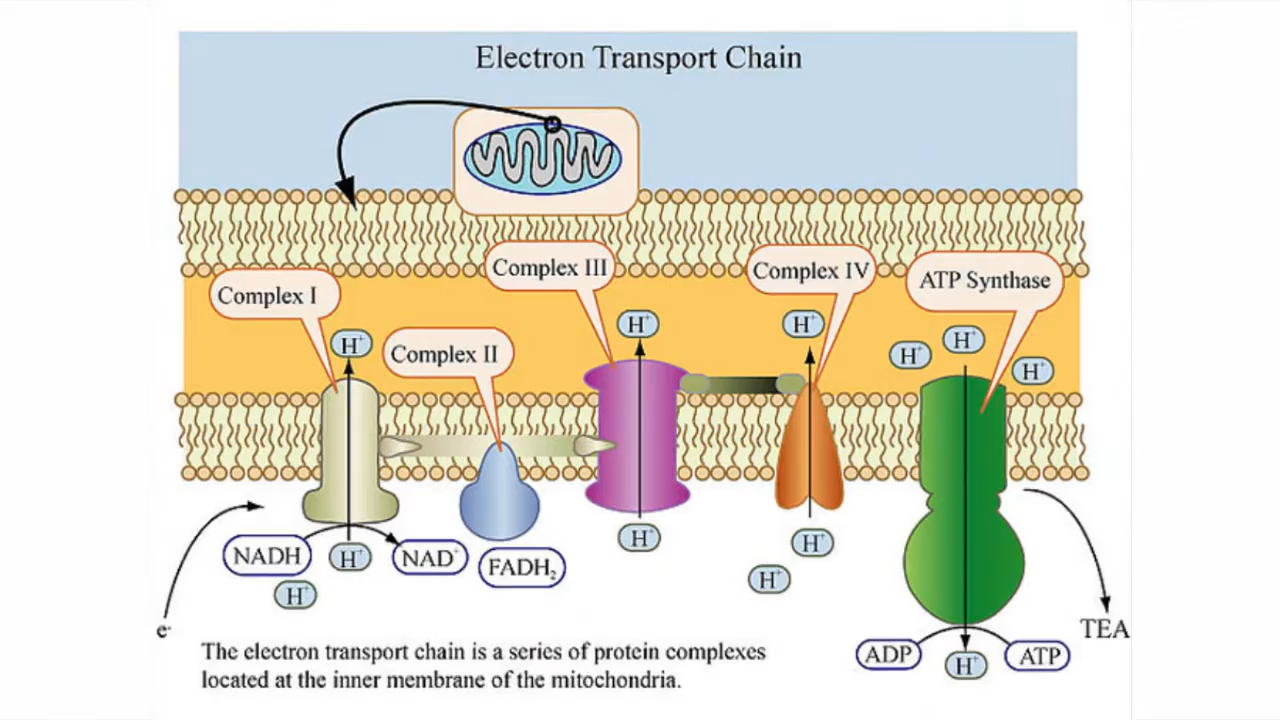 Electron Transport Chain
Complex I
Complex II
Complex III
Complex IV
ATP Synthase
H⁺
H⁺
H⁺
H⁺
H⁺
H⁺
NADH
H⁺
NAD⁺
H⁺
FADH₂
H⁺
H⁺
H⁺
e⁻
TEA
ADP
H⁺
ATP
The electron transport chain is a series of protein complexes
located at the inner membrane of the mitochondria.